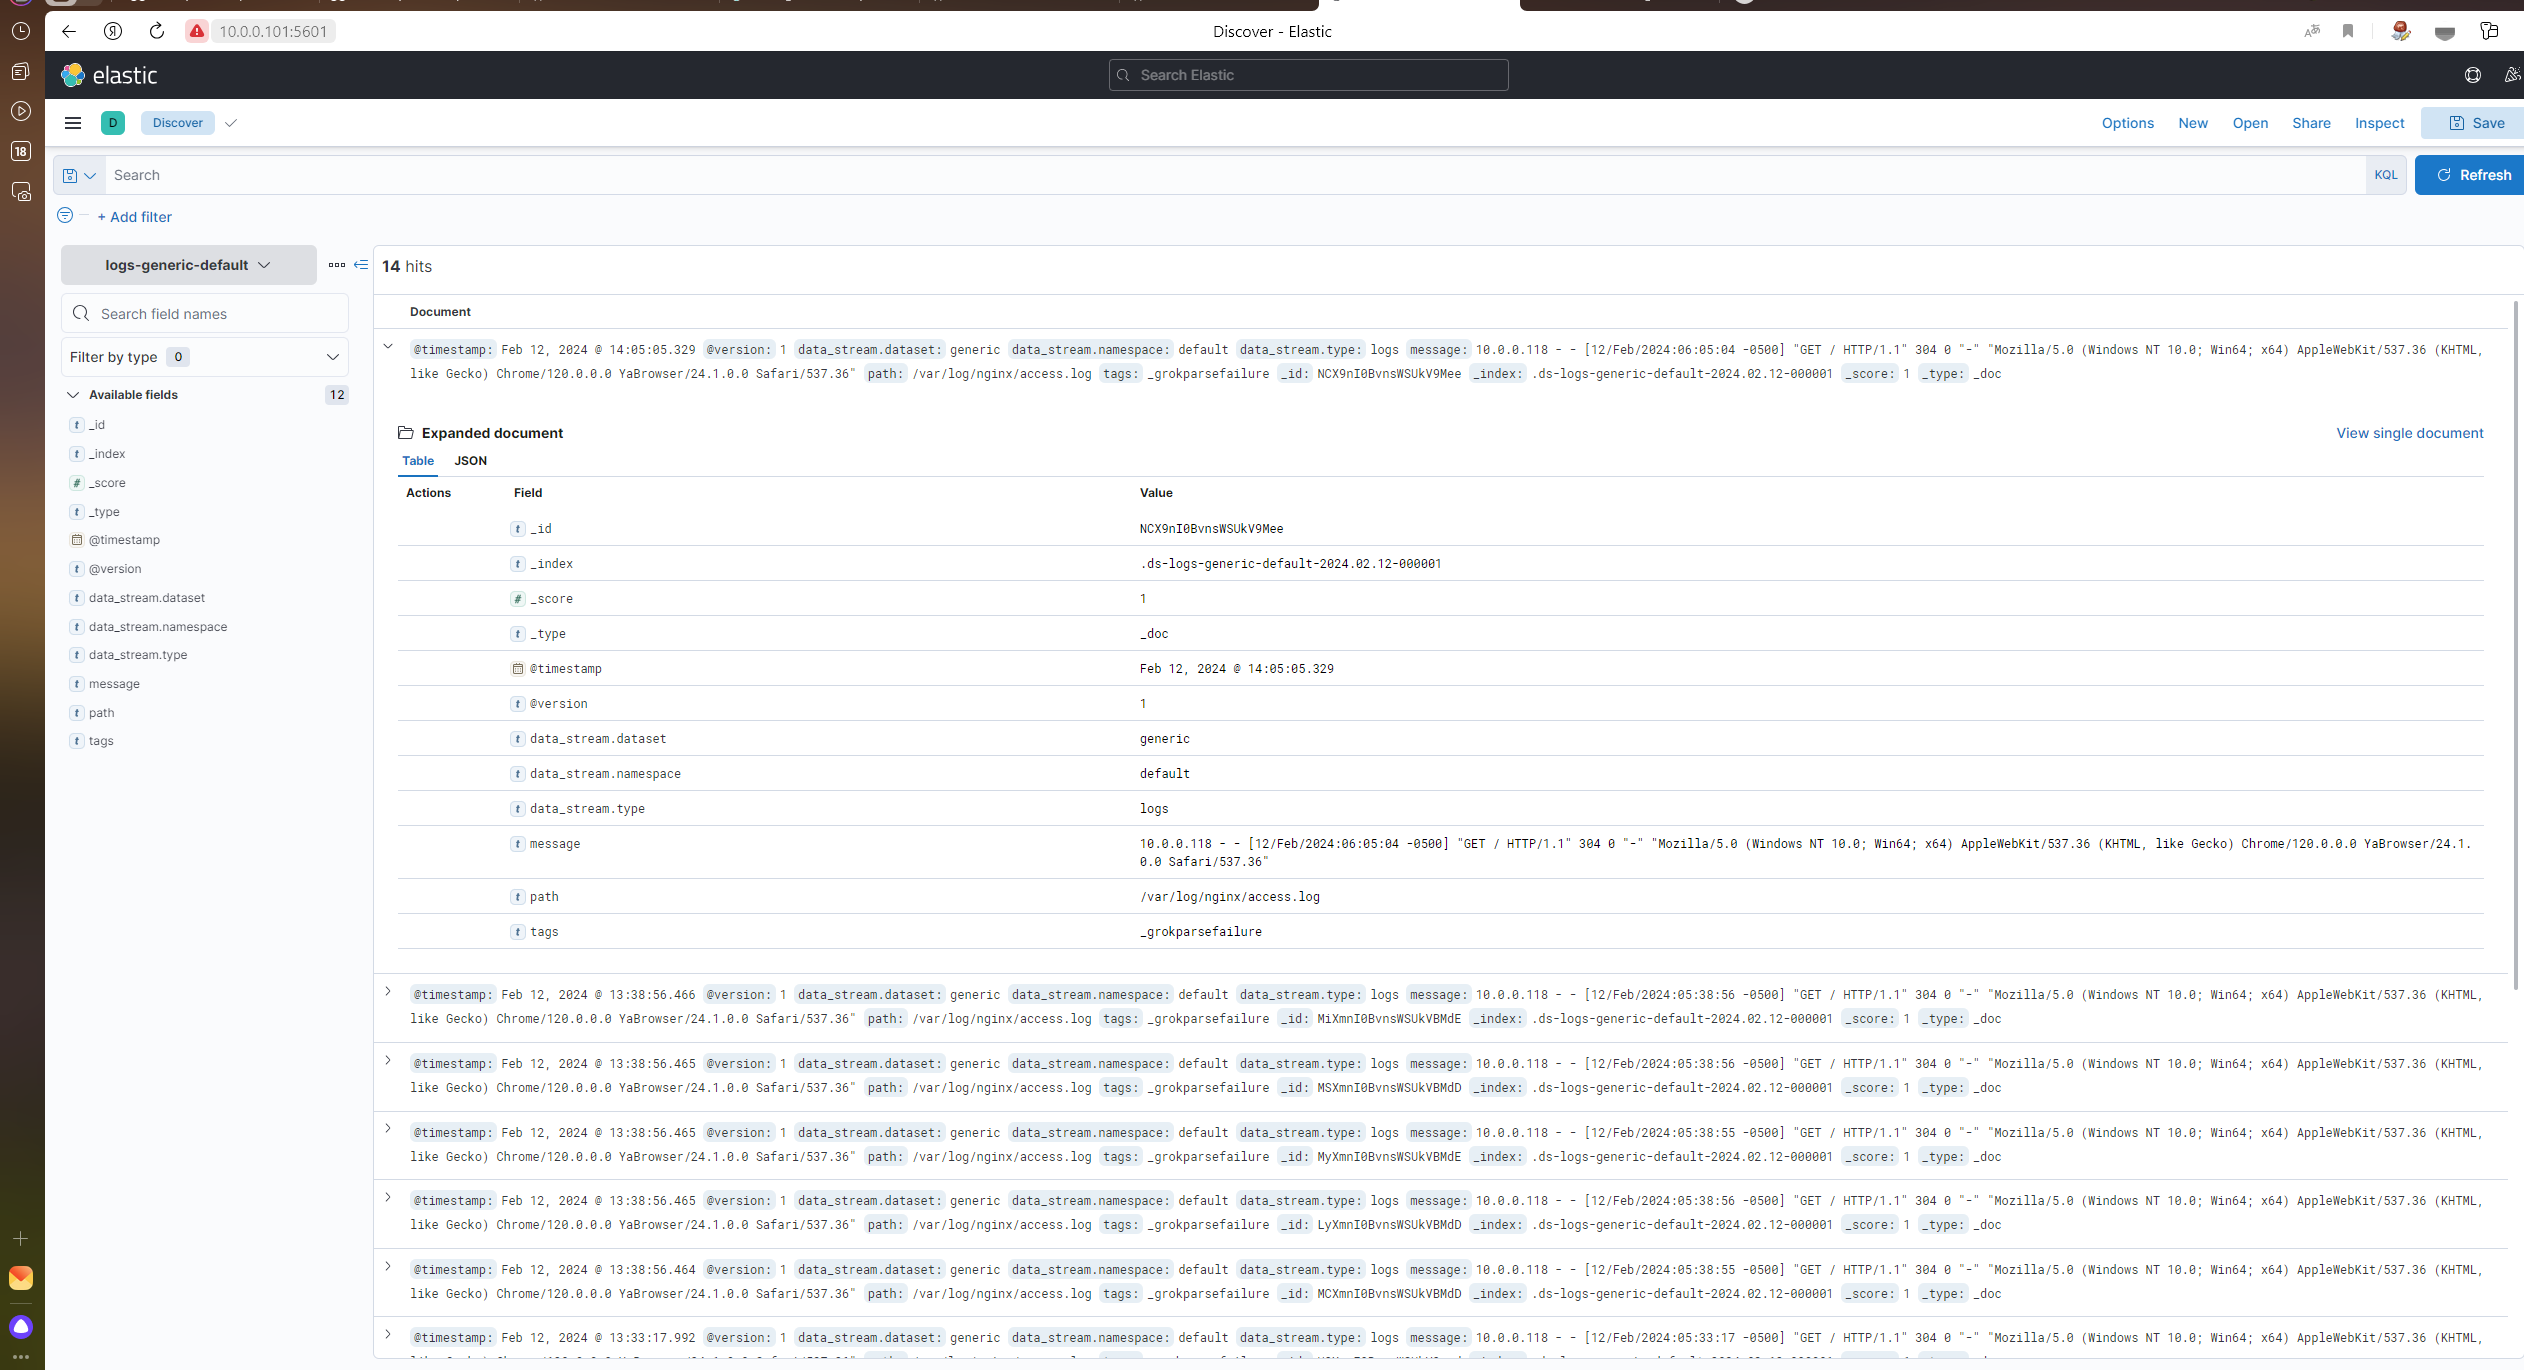 10.0.0.101:5601
Discover - Elastic
18
elastic
Search Elastic
D
Discover
Options
New
Open
Share
Inspect
Save
Search
KQL
Refresh
+ Add filter
logs-generic-default
14 hits
Search field names
Document
Filter by type 0
Available fields 12
_id
_index
_score
_type
@timestamp
@version
data_stream.dataset
data_stream.namespace
data_stream.type
message
path
tags
@timestamp: Feb 12, 2024 @ 14:05:05.329 @version: 1 data_stream.dataset: generic data_stream.namespace: default data_stream.type: logs message: 10.0.0.118 - - [12/Feb/2024:06:05:04 -0500] "GET / HTTP/1.1" 304 0 "-" "Mozilla/5.0 (Windows NT 10.0; Win64; x64) AppleWebKit/537.36 (KHTML,
like Gecko) Chrome/120.0.0.0 YaBrowser/24.1.0.0 Safari/537.36" path: /var/log/nginx/access.log tags: _grokparsefailure _id: NCX9nI0BvnsWSUkV9Mee _index: .ds-logs-generic-default-2024.02.12-000001 _score: 1 _type: _doc
Expanded document
View single document
Table
JSON
Actions Field Value
_id NCX9nI0BvnsWSUkV9Mee
_index .ds-logs-generic-default-2024.02.12-000001
_score 1
_type _doc
@timestamp Feb 12, 2024 @ 14:05:05.329
@version 1
data_stream.dataset generic
data_stream.namespace default
data_stream.type logs
message 10.0.0.118 - - [12/Feb/2024:06:05:04 -0500] "GET / HTTP/1.1" 304 0 "-" "Mozilla/5.0 (Windows NT 10.0; Win64; x64) AppleWebKit/537.36 (KHTML, like Gecko) Chrome/120.0.0.0 YaBrowser/24.1.
0.0 Safari/537.36"
path /var/log/nginx/access.log
tags _grokparsefailure
@timestamp: Feb 12, 2024 @ 13:38:56.466 @version: 1 data_stream.dataset: generic data_stream.namespace: default data_stream.type: logs message: 10.0.0.118 - - [12/Feb/2024:05:38:56 -0500] "GET / HTTP/1.1" 304 0 "-" "Mozilla/5.0 (Windows NT 10.0; Win64; x64) AppleWebKit/537.36 (KHTML,
like Gecko) Chrome/120.0.0.0 YaBrowser/24.1.0.0 Safari/537.36" path: /var/log/nginx/access.log tags: _grokparsefailure _id: MiXmnI0BvnsWSUkVBMdE _index: .ds-logs-generic-default-2024.02.12-000001 _score: 1 _type: _doc
@timestamp: Feb 12, 2024 @ 13:38:56.465 @version: 1 data_stream.dataset: generic data_stream.namespace: default data_stream.type: logs message: 10.0.0.118 - - [12/Feb/2024:05:38:56 -0500] "GET / HTTP/1.1" 304 0 "-" "Mozilla/5.0 (Windows NT 10.0; Win64; x64) AppleWebKit/537.36 (KHTML,
like Gecko) Chrome/120.0.0.0 YaBrowser/24.1.0.0 Safari/537.36" path: /var/log/nginx/access.log tags: _grokparsefailure _id: MSXmnI0BvnsWSUkVBMdD _index: .ds-logs-generic-default-2024.02.12-000001 _score: 1 _type: _doc
@timestamp: Feb 12, 2024 @ 13:38:56.465 @version: 1 data_stream.dataset: generic data_stream.namespace: default data_stream.type: logs message: 10.0.0.118 - - [12/Feb/2024:05:38:55 -0500] "GET / HTTP/1.1" 304 0 "-" "Mozilla/5.0 (Windows NT 10.0; Win64; x64) AppleWebKit/537.36 (KHTML,
like Gecko) Chrome/120.0.0.0 YaBrowser/24.1.0.0 Safari/537.36" path: /var/log/nginx/access.log tags: _grokparsefailure _id: MyXmnI0BvnsWSUkVBMdE _index: .ds-logs-generic-default-2024.02.12-000001 _score: 1 _type: _doc
@timestamp: Feb 12, 2024 @ 13:38:56.465 @version: 1 data_stream.dataset: generic data_stream.namespace: default data_stream.type: logs message: 10.0.0.118 - - [12/Feb/2024:05:38:56 -0500] "GET / HTTP/1.1" 304 0 "-" "Mozilla/5.0 (Windows NT 10.0; Win64; x64) AppleWebKit/537.36 (KHTML,
like Gecko) Chrome/120.0.0.0 YaBrowser/24.1.0.0 Safari/537.36" path: /var/log/nginx/access.log tags: _grokparsefailure _id: LyXmnI0BvnsWSUkVBMdD _index: .ds-logs-generic-default-2024.02.12-000001 _score: 1 _type: _doc
@timestamp: Feb 12, 2024 @ 13:38:56.464 @version: 1 data_stream.dataset: generic data_stream.namespace: default data_stream.type: logs message: 10.0.0.118 - - [12/Feb/2024:05:38:55 -0500] "GET / HTTP/1.1" 304 0 "-" "Mozilla/5.0 (Windows NT 10.0; Win64; x64) AppleWebKit/537.36 (KHTML,
like Gecko) Chrome/120.0.0.0 YaBrowser/24.1.0.0 Safari/537.36" path: /var/log/nginx/access.log tags: _grokparsefailure _id: MCXmnI0BvnsWSUkVBMdD _index: .ds-logs-generic-default-2024.02.12-000001 _score: 1 _type: _doc
@timestamp: Feb 12, 2024 @ 13:33:17.992 @version: 1 data_stream.dataset: generic data_stream.namespace: default data_stream.type: logs message: 10.0.0.118 - - [12/Feb/2024:05:33:17 -0500] "GET / HTTP/1.1" 304 0 "-" "Mozilla/5.0 (Windows NT 10.0; Win64; x64) AppleWebKit/537.36 (KHTML,